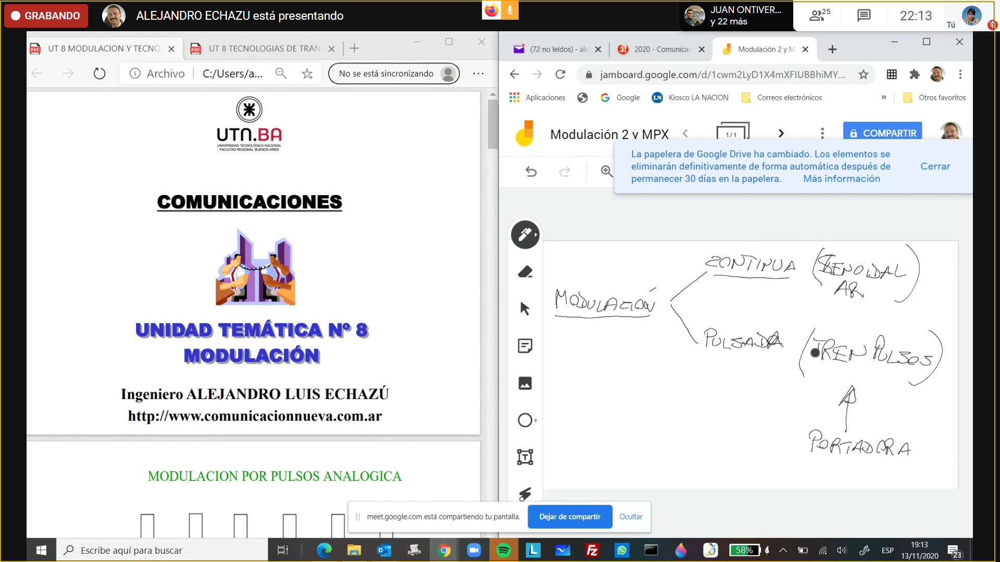 GRABANDO
ALEJANDRO ECHAZU está presentando
JUAN ONTIVER...
y 22 más
25
22:13
Tú
UT 8 MODULACION Y TECNO
UT 8 TECNOLOGIAS DE TRAN
Archivo
C:/Users/a...
No se está sincronizando
UTN.BA
UNIVERSIDAD TECNOLÓGICA NACIONAL
FACULTAD REGIONAL BUENOS AIRES
COMUNICACIONES
UNIDAD TEMÁTICA Nº 8
MODULACIÓN
Ingeniero ALEJANDRO LUIS ECHAZÚ
http://www.comunicacionnueva.com.ar
MODULACION POR PULSOS ANALOGICA
(72 no leídos) - ale
2020 - Comunicac
Modulación 2 y M
jamboard.google.com/d/1cwm2LyD1X4mXFIUBBhiMY...
Aplicaciones
Google
LN
Kiosco LA NACION
Correos electrónicos
»
Otros favoritos
Modulación 2 y MPX
1/1
COMPARTIR
La papelera de Google Drive ha cambiado. Los elementos se
eliminarán definitivamente de forma automática después de
permanecer 30 días en la papelera. Más información
Cerrar
CONTINUA (SENOIDAL
AR)
MODULACIÓN
PULSADA (TREN PULSOS)
PORTADORA
meet.google.com está compartiendo tu pantalla.
Dejar de compartir
Ocultar
Escribe aquí para buscar
58%
ESP
19:13
13/11/2020
23